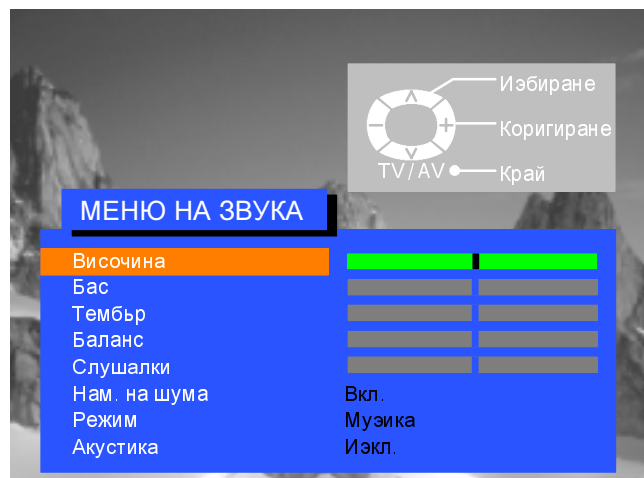 Иэбиране
Коригиране
TV/AV Край
МЕНЮ НА ЗВУКА
Височина
Бас
Тембьр
Баланс
Слушалки
Нам. на шума Вкл.
Режим Муэика
Акустика Иэкл.